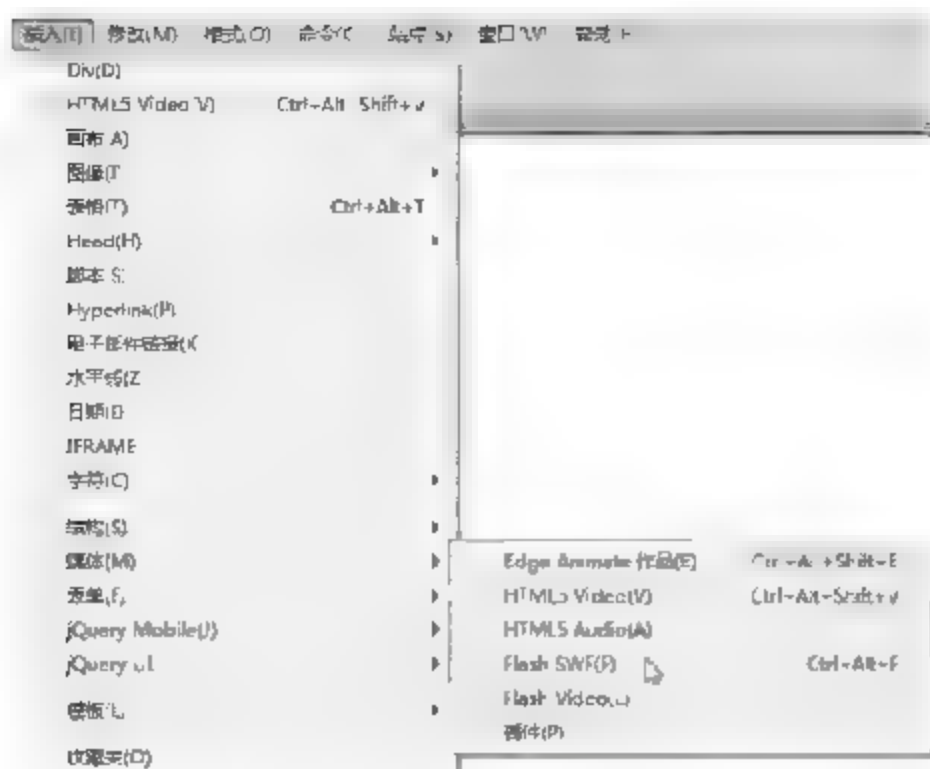 插入(I) 修改(M) 格式(O) 命令(C 站点 S) 窗口 W) 帮助 H
Div(D)
HTML5 Video V) Ctrl+Alt Shift+V
画布 A)
图像(I
表格(T) Ctrl+Alt+T
Head(H)
脚本 S)
Hyperlink(P)
电子邮件链接(K
水平线(Z
日期(D
IFRAME
字符(C)
结构(S)
媒体(M)
表单(F)
jQuery Mobile(J)
jQuery UI
模板(L
收藏夹(O)
Edge Animate 作品(E) Ctrl+Alt+Shift+E
HTML5 Video(V) Ctrl+Alt+Shift+V
HTML5 Audio(A)
Flash SWF(F) Ctrl+Alt+F
Flash Video(L)
插件(P)